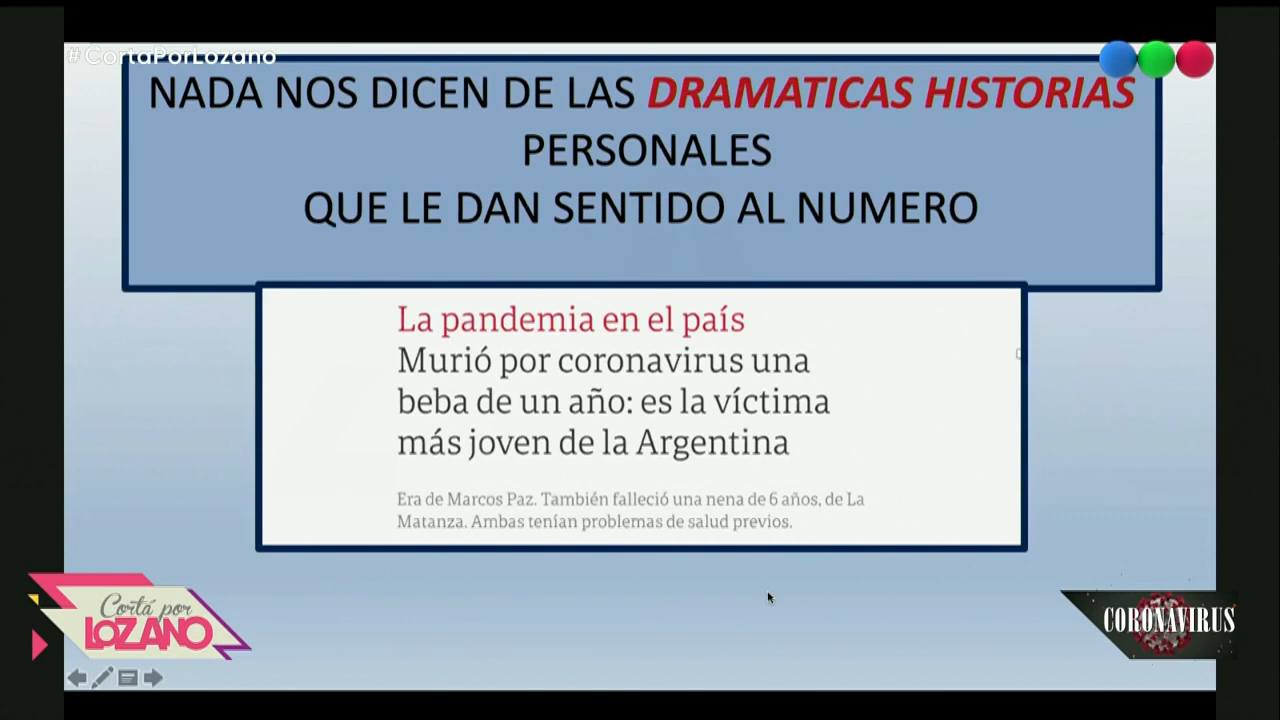 #CortaPorLozano
NADA NOS DICEN DE LAS DRAMATICAS HISTORIAS
PERSONALES
QUE LE DAN SENTIDO AL NUMERO
La pandemia en el país
Murió por coronavirus una
beba de un año: es la víctima
más joven de la Argentina
Era de Marcos Paz. También falleció una nena de 6 años, de La
Matanza. Ambas tenían problemas de salud previos.
Cortá por
LOZANO
CORONAVIRUS